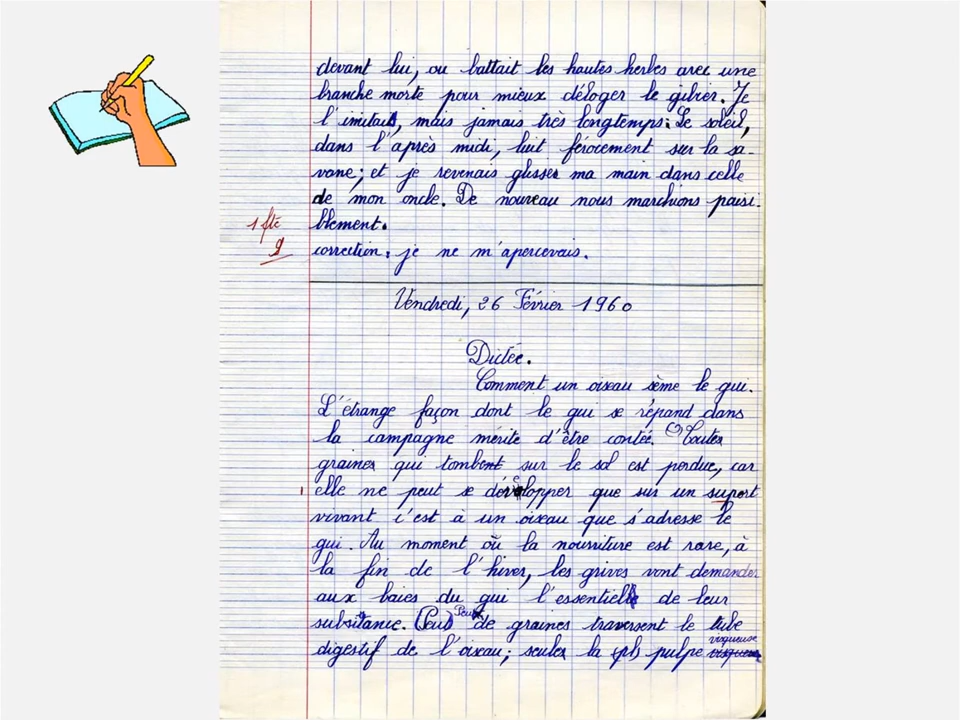 devant lui, ou battait les hautes herbes avec une
branche morte pour mieux déloger le gibier. Je
l'imitais, mais jamais très longtemps. Le soleil,
dans l'après midi, luit férocement sur la sa-
vane; et je revenais glisser ma main dans celle
de mon oncle. De nouveau nous marchions paisi-
1 fte blement.
9
correction: je ne m'apercevais.
Vendredi, 26 Février 1960
Dictée.
Comment un oiseau sème le gui.
L'étrange façon dont le gui se répand dans
la campagne mérite d'être contée. Toutes
graines qui tombent sur le sol est perdue, car
elle ne peut se développer que sur un suport
vivant c'est à un oiseau que s'adresse le
gui. Au moment où la nourriture est rare, à
la fin de l'hiver, les grives vont demander
aux baies du gui l'essentiel de leur
subsitance. (Peu) Peu de graines traversent le tube
digestif de l'oiseau; seules la (pl) pulpe visqueuse